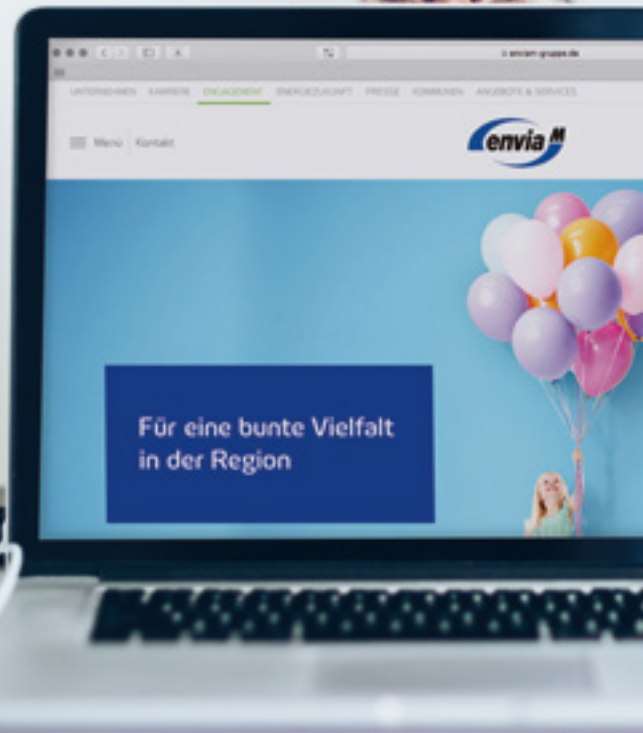 enviam-gruppe.de
UNTERNEHMEN KARRIERE ENGAGEMENT ENERGIEZUKUNFT PRESSE KOMMUNEN ANGEBOTE & SERVICES
Menü Kontakt
envia M
Für eine bunte Vielfalt
in der Region